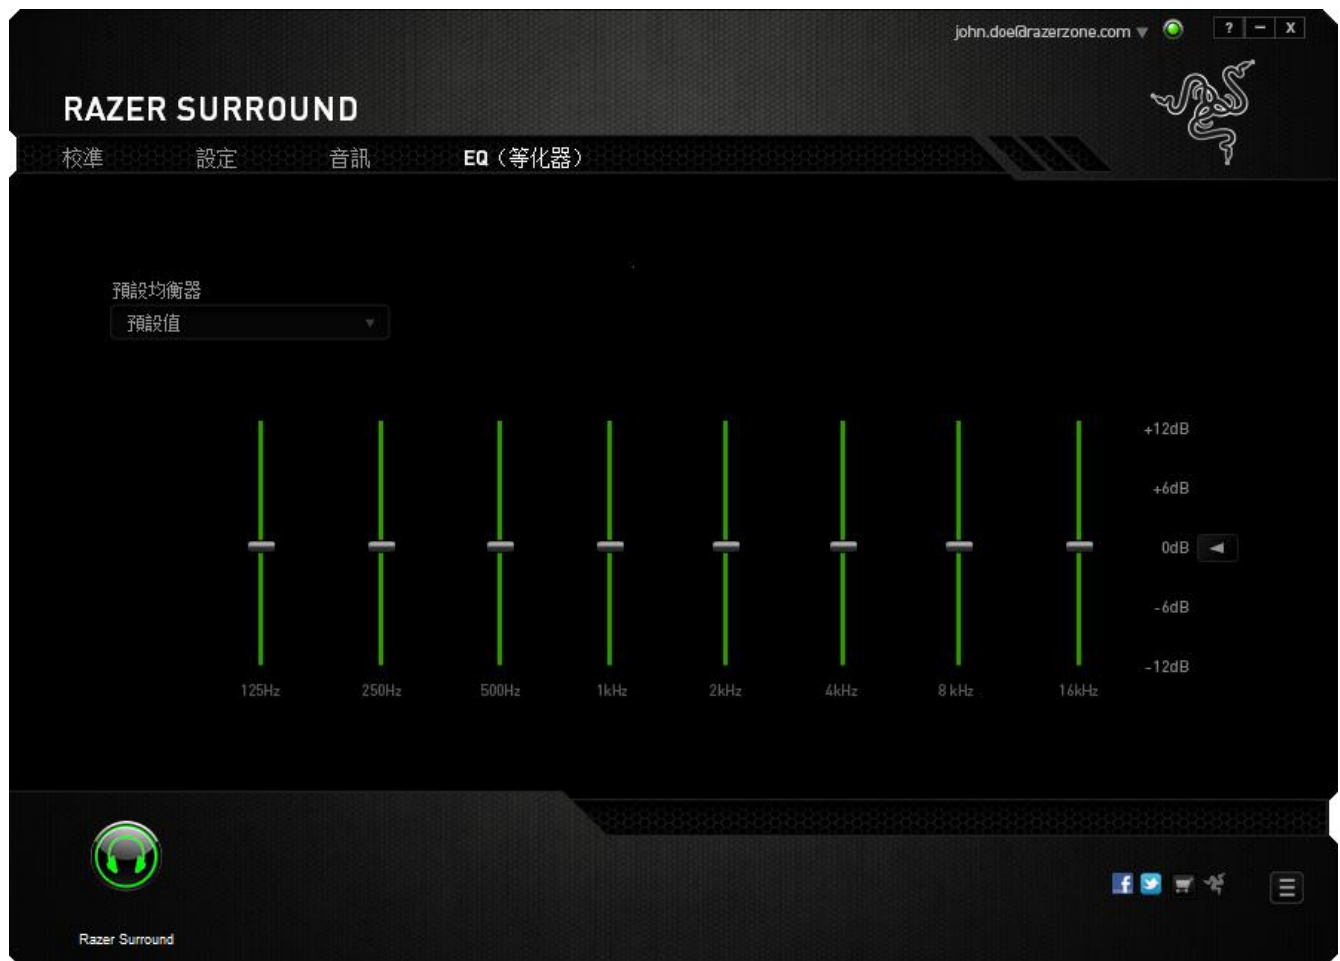 john.doe@razerzone.com ? – X
RAZER SURROUND
校準 設定 音訊 EQ（等化器）
預設均衡器
預設值
+12dB
+6dB
0dB
-6dB
-12dB
125Hz 250Hz 500Hz 1kHz 2kHz 4kHz 8 kHz 16kHz
Razer Surround